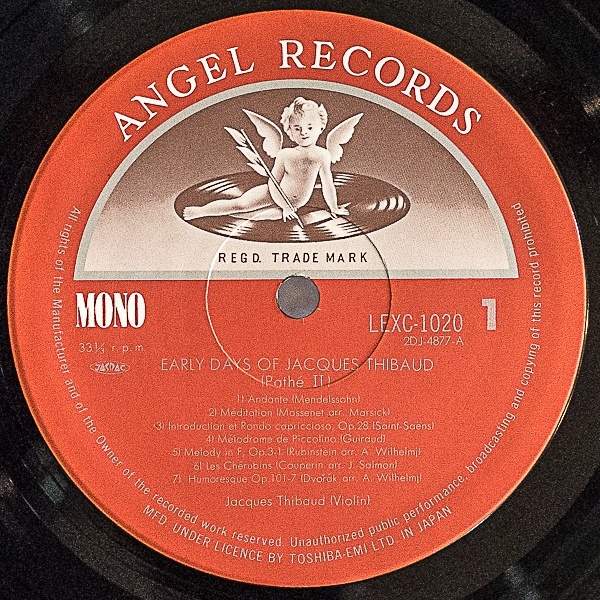 ANGEL RECORDS
REGD. TRADE MARK
MONO
LEXC-1020 1
2DJ-4877-A
33⅓ r.p.m.
JASRAC
EARLY DAYS OF JACQUES THIBAUD
(Pathé II)
1) Andante (Mendelssohn)
2) Méditation (Massenet arr. Marsick)
3) Introduction et Rondo capriccioso, Op.28 (Saint-Saëns)
4) Mélodrame de Piccolino (Guiraud)
5) Melody in F, Op.3-1 (Rubinstein arr. A. Wilhelmj)
6) Les Chérubins (Couperin arr. J. Salmon)
7) Humoresque Op.101-7 (Dvořák arr. A. Wilhelmj)
Jacques Thibaud (Violin)
All rights of the Manufacturer and of the Owner of the recorded work reserved. Unauthorized public performance, broadcasting and copying of this record prohibited
MFD. UNDER LICENCE BY TOSHIBA-EMI LTD. IN JAPAN